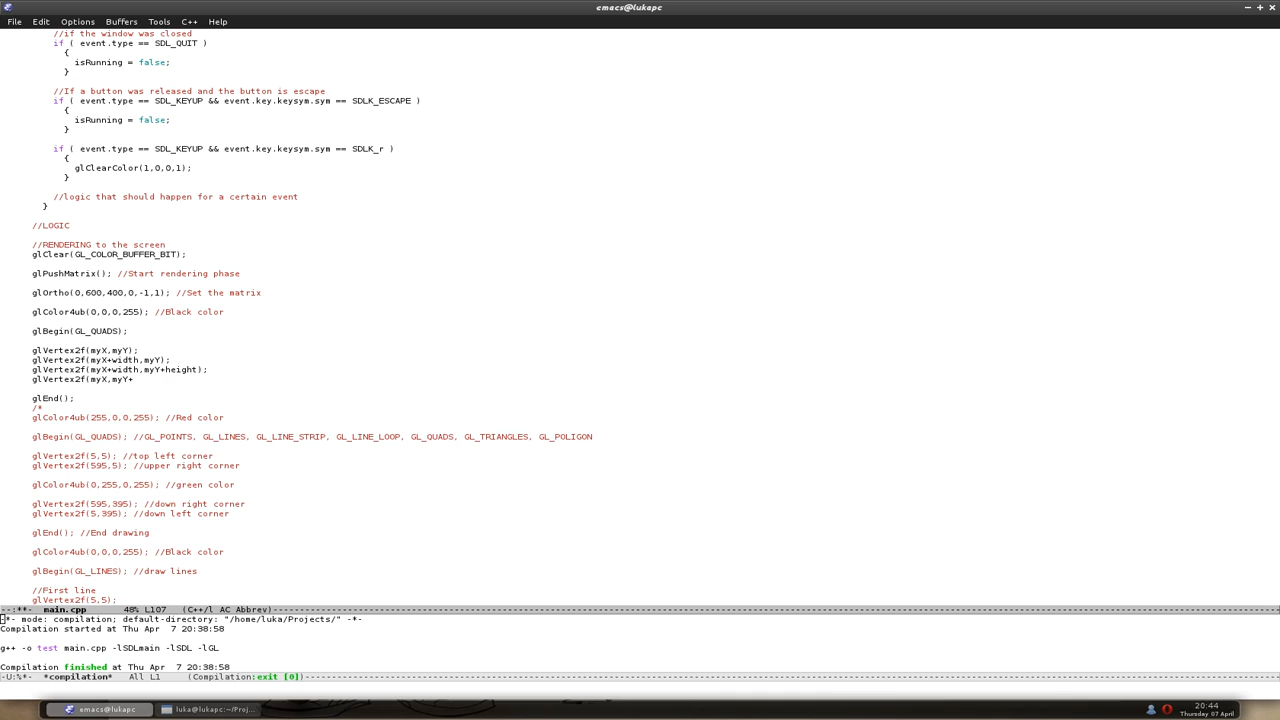 emacs@lukapc
File Edit Options Buffers Tools C++ Help
//if the window was closed
if ( event.type == SDL_QUIT )
{
isRunning = false;
}
//If a button was released and the button is escape
if ( event.type == SDL_KEYUP && event.key.keysym.sym == SDLK_ESCAPE )
{
isRunning = false;
}
if ( event.type == SDL_KEYUP && event.key.keysym.sym == SDLK_r )
{
glClearColor(1,0,0,1);
}
//logic that should happen for a certain event
}
//LOGIC
//RENDERING to the screen
glClear(GL_COLOR_BUFFER_BIT);
glPushMatrix(); //Start rendering phase
glOrtho(0,600,400,0,-1,1); //Set the matrix
glColor4ub(0,0,0,255); //Black color
glBegin(GL_QUADS);
glVertex2f(myX,myY);
glVertex2f(myX+width,myY);
glVertex2f(myX+width,myY+height);
glVertex2f(myX,myY+
glEnd();
/*
glColor4ub(255,0,0,255); //Red color
glBegin(GL_QUADS); //GL_POINTS, GL_LINES, GL_LINE_STRIP, GL_LINE_LOOP, GL_QUADS, GL_TRIANGLES, GL_POLIGON
glVertex2f(5,5); //top left corner
glVertex2f(595,5); //upper right corner
glColor4ub(0,255,0,255); //green color
glVertex2f(595,395); //down right corner
glVertex2f(5,395); //down left corner
glEnd(); //End drawing
glColor4ub(0,0,0,255); //Black color
glBegin(GL_LINES); //draw lines
//First line
glVertex2f(5,5);
--:**- main.cpp 48% L107 (C++/l AC Abbrev)
-*- mode: compilation; default-directory: "/home/luka/Projects/" -*-
Compilation started at Thu Apr 7 20:38:58
g++ -o test main.cpp -lSDLmain -lSDL -lGL
Compilation finished at Thu Apr 7 20:38:58
-U:%*- *compilation* All L1 (Compilation:exit [0])
emacs@lukapc luka@lukapc:~/Proj... 20:44
Thursday 07 April